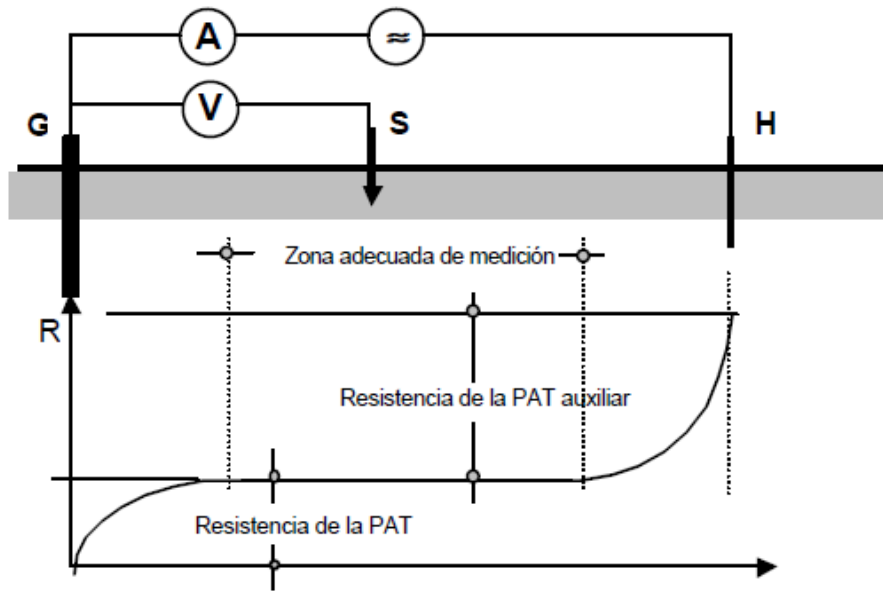 A
≈
V
G
S
H
Zona adecuada de medición
R
Resistencia de la PAT auxiliar
Resistencia de la PAT